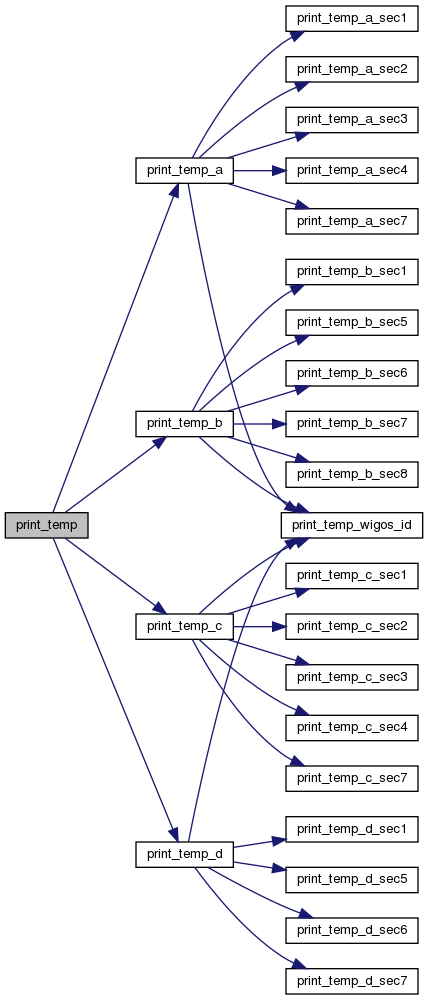 print_temp_a_sec1
print_temp_a_sec2
print_temp_a_sec3
print_temp_a
print_temp_a_sec4
print_temp_a_sec7
print_temp_b_sec1
print_temp_b_sec5
print_temp_b_sec6
print_temp_b
print_temp_b_sec7
print_temp_b_sec8
print_temp
print_temp_wigos_id
print_temp_c_sec1
print_temp_c
print_temp_c_sec2
print_temp_c_sec3
print_temp_c_sec4
print_temp_c_sec7
print_temp_d_sec1
print_temp_d
print_temp_d_sec5
print_temp_d_sec6
print_temp_d_sec7